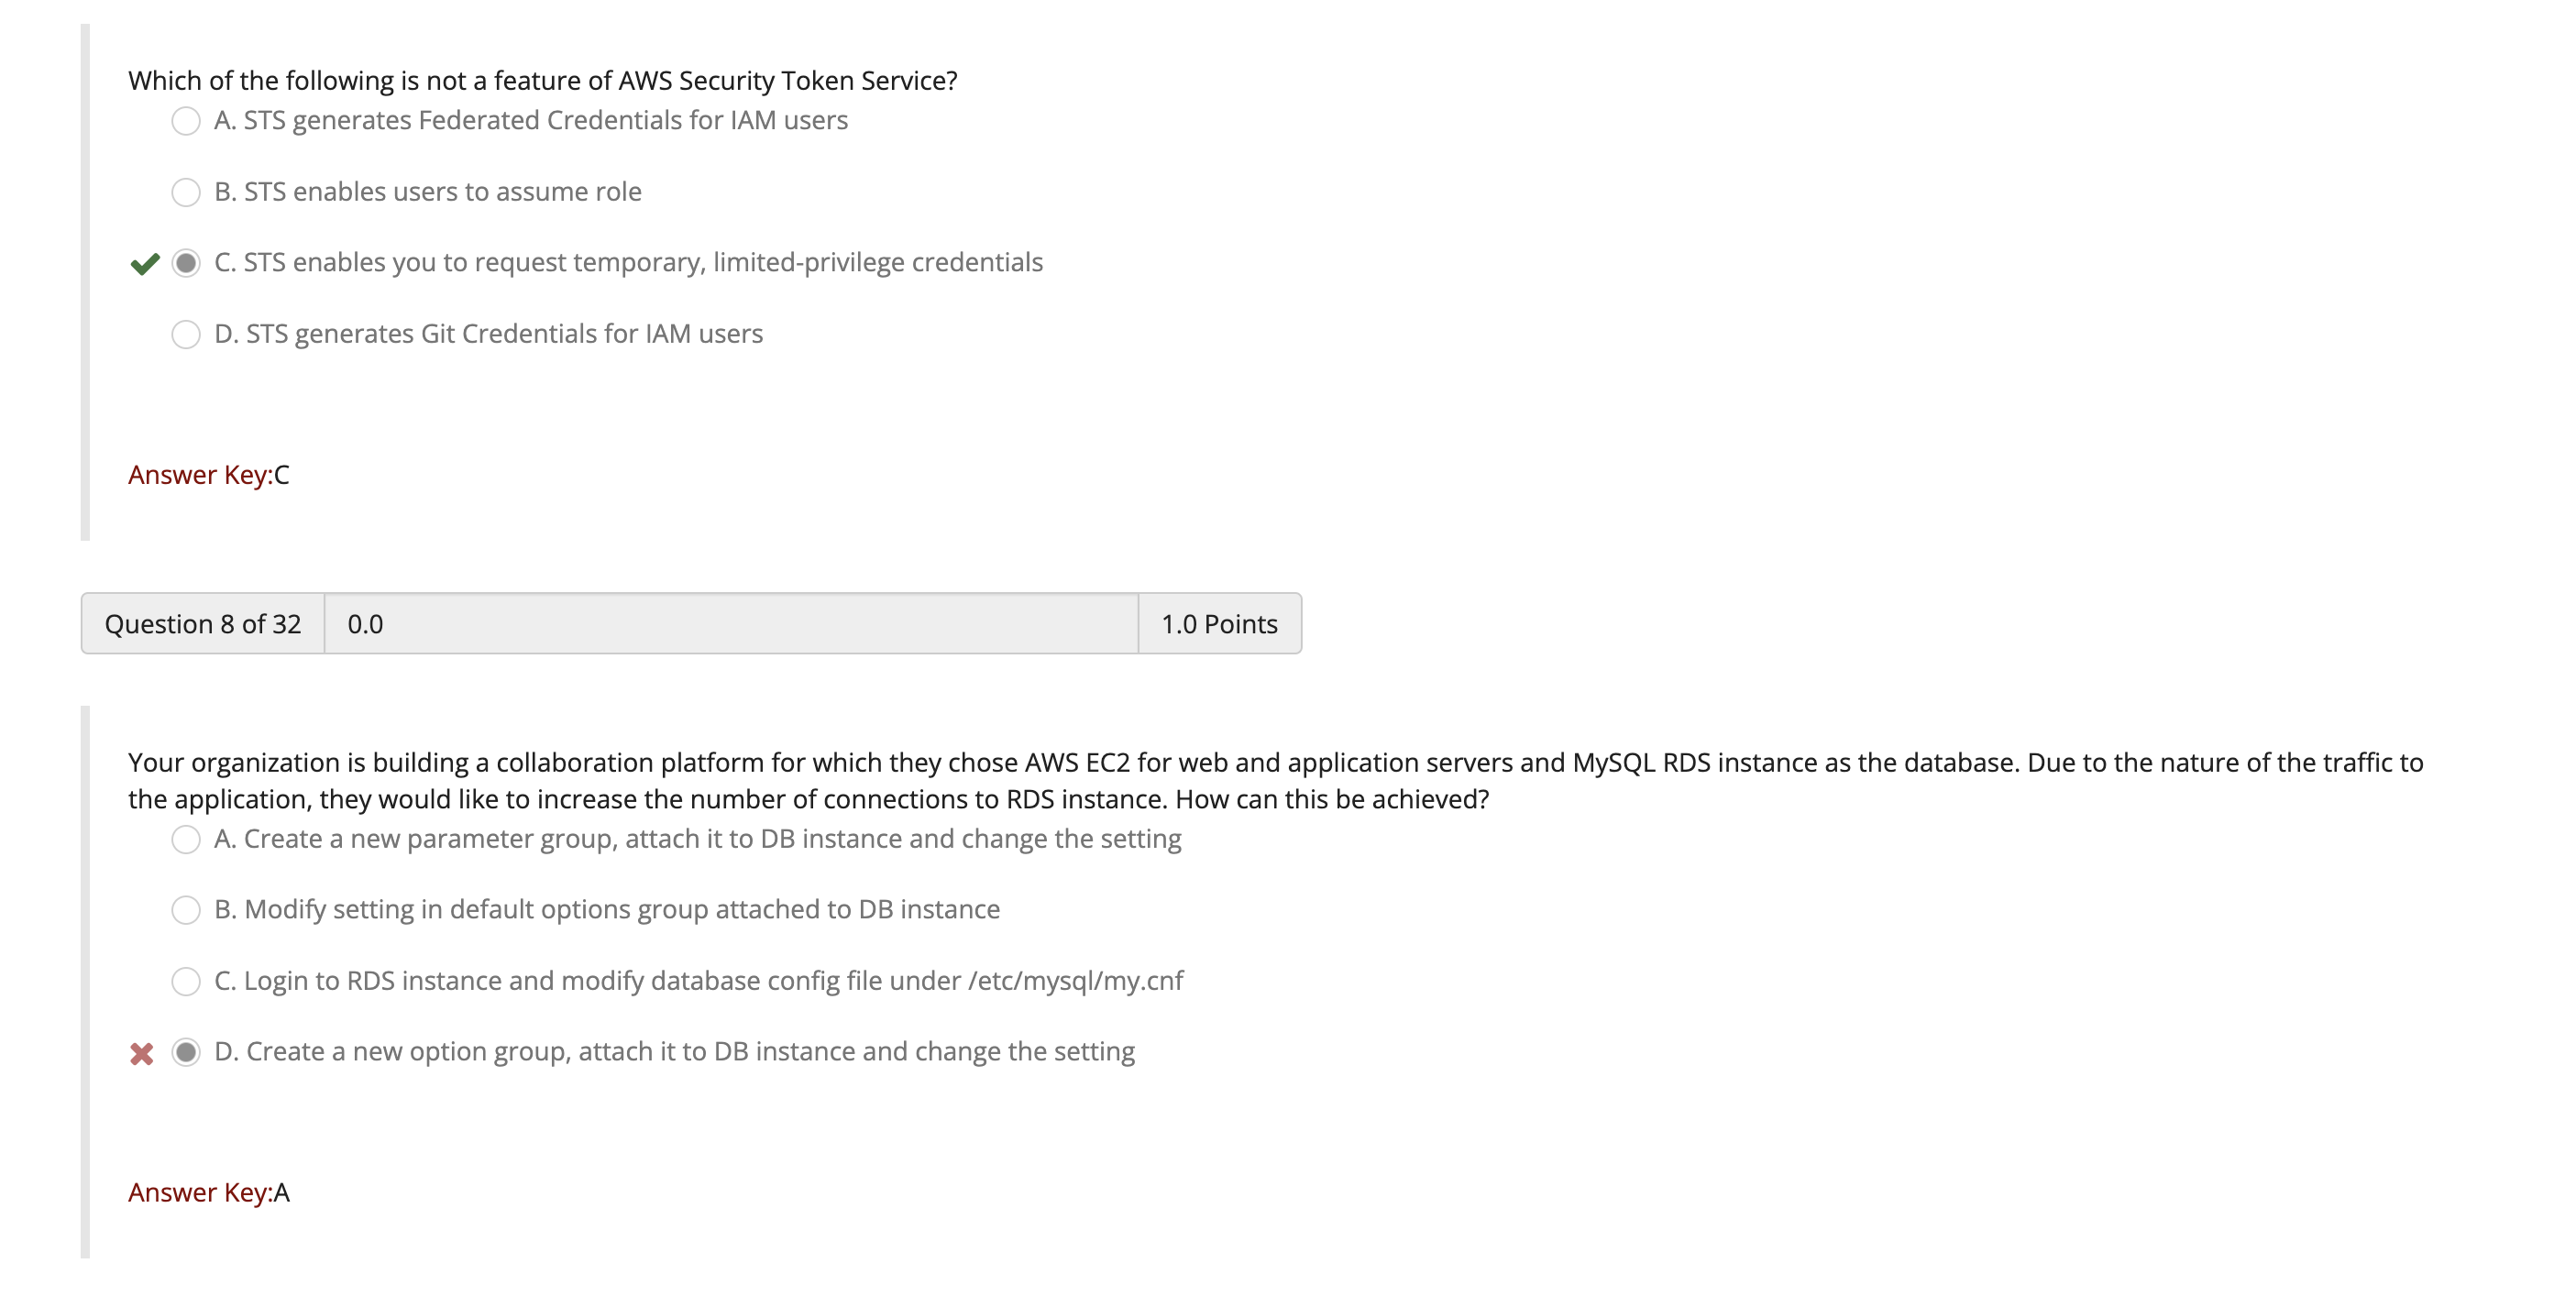 Which of the following is not a feature of AWS Security Token Service?
A. STS generates Federated Credentials for IAM users
B. STS enables users to assume role
C. STS enables you to request temporary, limited-privilege credentials
D. STS generates Git Credentials for IAM users
Answer Key:C
Question 8 of 32 0.0 1.0 Points
Your organization is building a collaboration platform for which they chose AWS EC2 for web and application servers and MySQL RDS instance as the database. Due to the nature of the traffic to
the application, they would like to increase the number of connections to RDS instance. How can this be achieved?
A. Create a new parameter group, attach it to DB instance and change the setting
B. Modify setting in default options group attached to DB instance
C. Login to RDS instance and modify database config file under /etc/mysql/my.cnf
D. Create a new option group, attach it to DB instance and change the setting
Answer Key:A